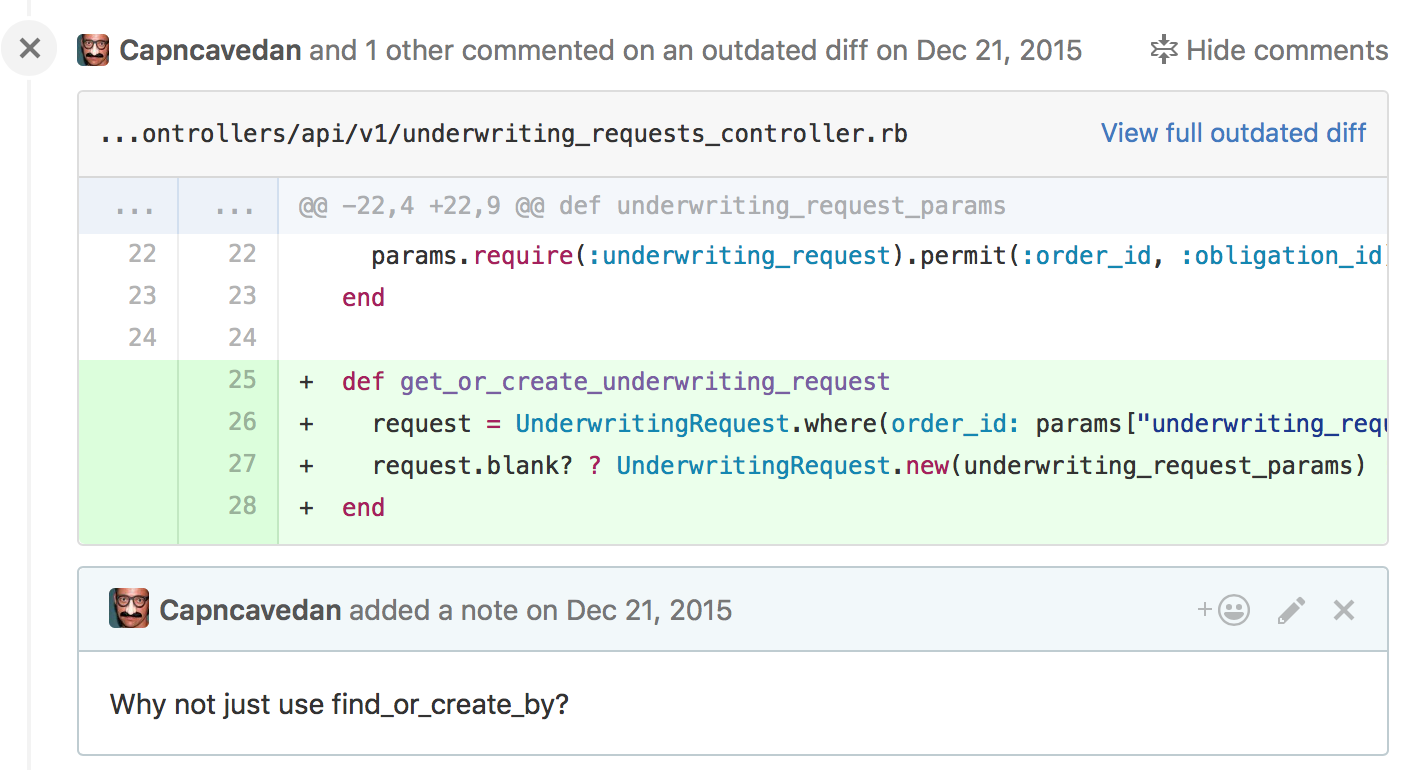 Capncavedan and 1 other commented on an outdated diff on Dec 21, 2015 Hide comments
...ontrollers/api/v1/underwriting_requests_controller.rb View full outdated diff
... ... @@ -22,4 +22,9 @@ def underwriting_request_params
22 22 params.require(:underwriting_request).permit(:order_id, :obligation_id
23 23 end
24 24
25 + def get_or_create_underwriting_request
26 + request = UnderwritingRequest.where(order_id: params["underwriting_requ
27 + request.blank? ? UnderwritingRequest.new(underwriting_request_params)
28 + end
Capncavedan added a note on Dec 21, 2015
Why not just use find_or_create_by?